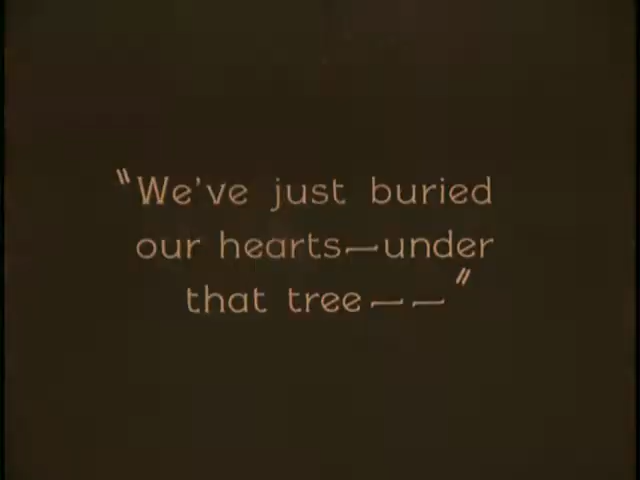 "We've just buried
our hearts—under
that tree— —"